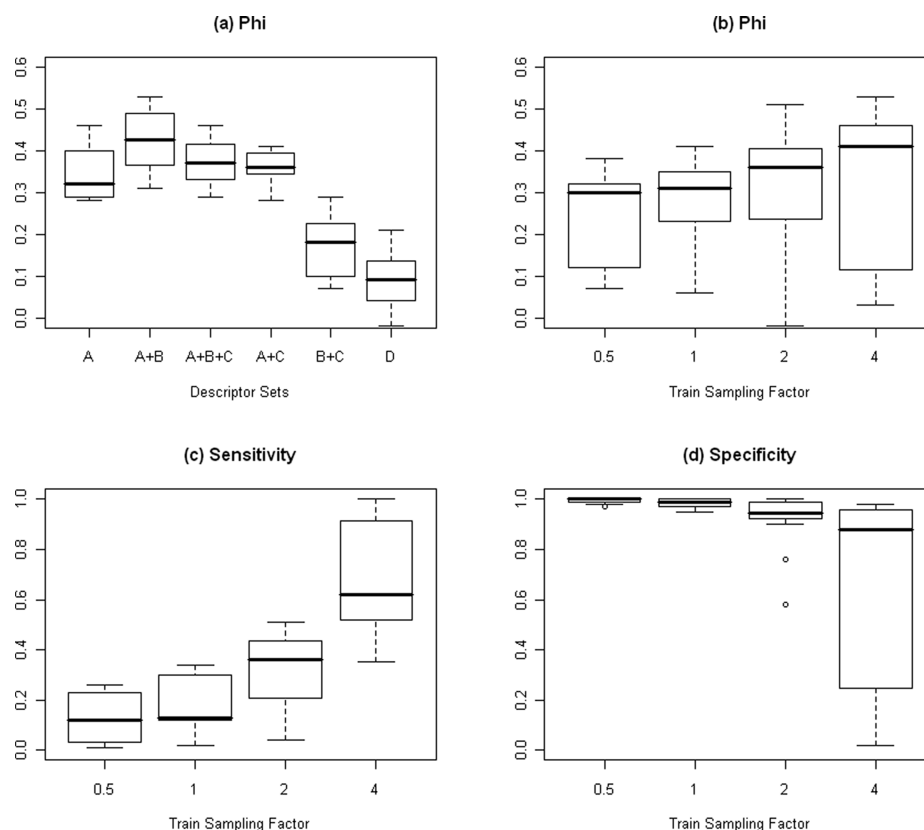 (a) Phi
0.0 0.1 0.2 0.3 0.4 0.5 0.6
A A+B A+B+C A+C B+C D
Descriptor Sets
(b) Phi
0.0 0.1 0.2 0.3 0.4 0.5 0.6
0.5 1 2 4
Train Sampling Factor
(c) Sensitivity
0.0 0.2 0.4 0.6 0.8 1.0
0.5 1 2 4
Train Sampling Factor
(d) Specificity
0.0 0.2 0.4 0.6 0.8 1.0
0.5 1 2 4
Train Sampling Factor